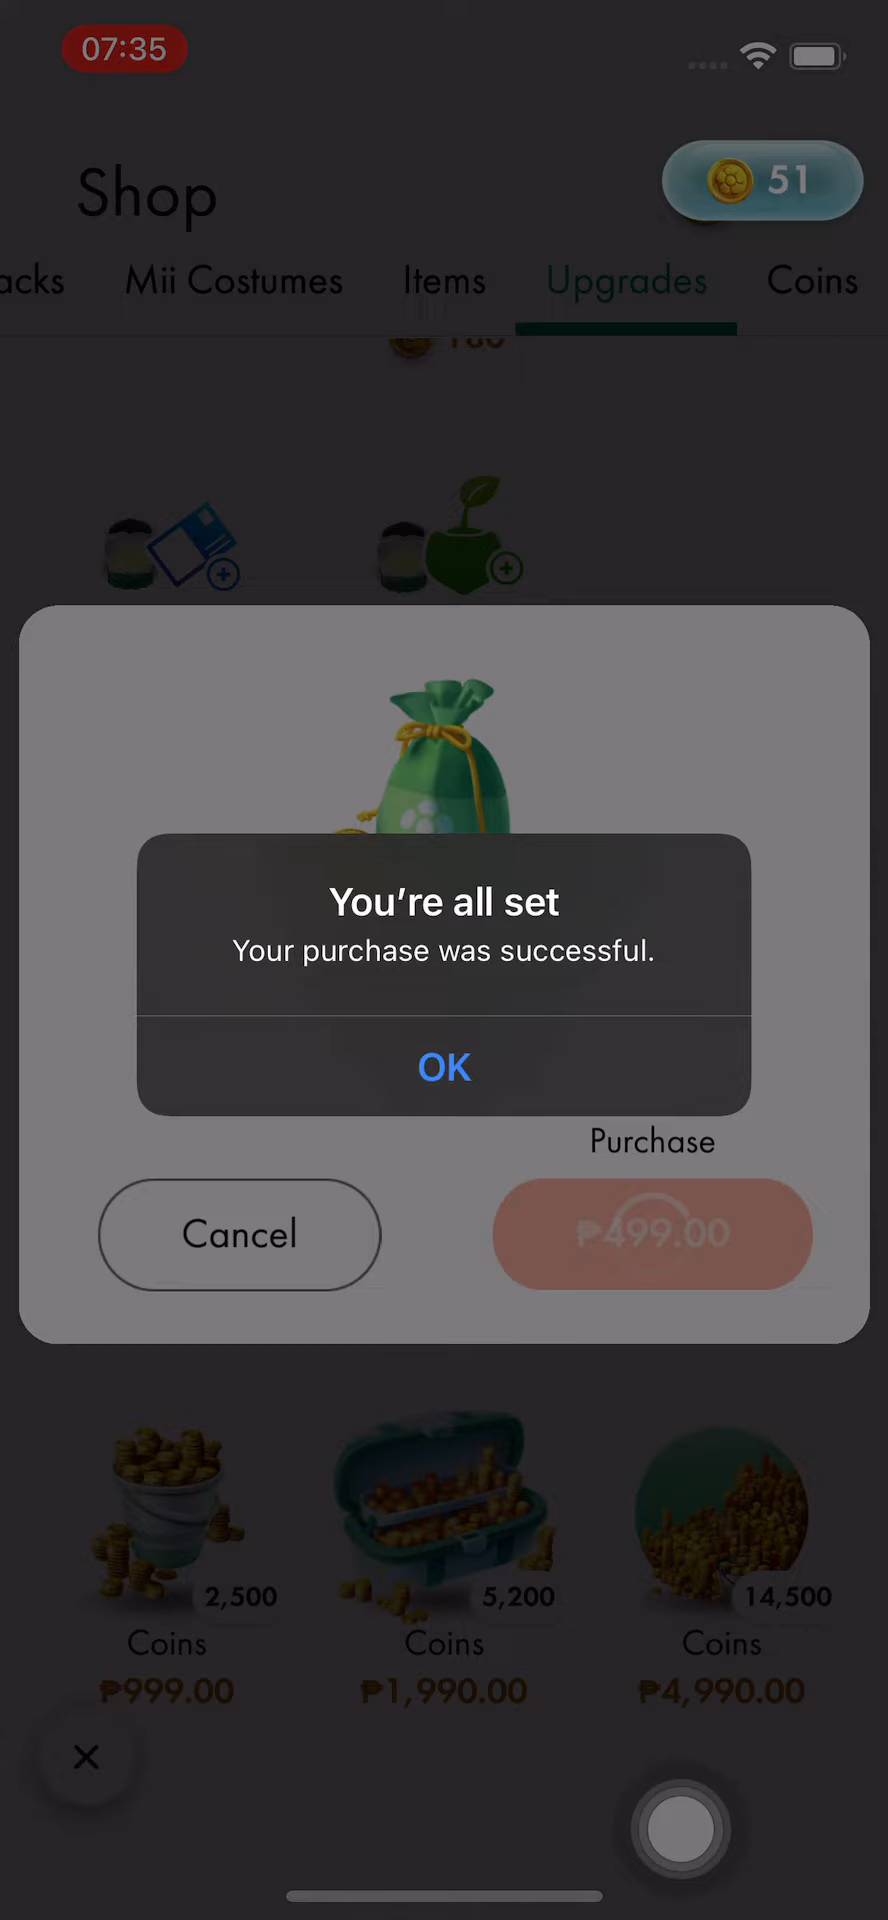 07:35
Shop
51
acks Mii Costumes Items Upgrades Coins
180
You're all set
Your purchase was successful.
OK
Purchase
Cancel
₱499.00
2,500 5,200 14,500
Coins Coins Coins
₱999.00 ₱1,990.00 ₱4,990.00